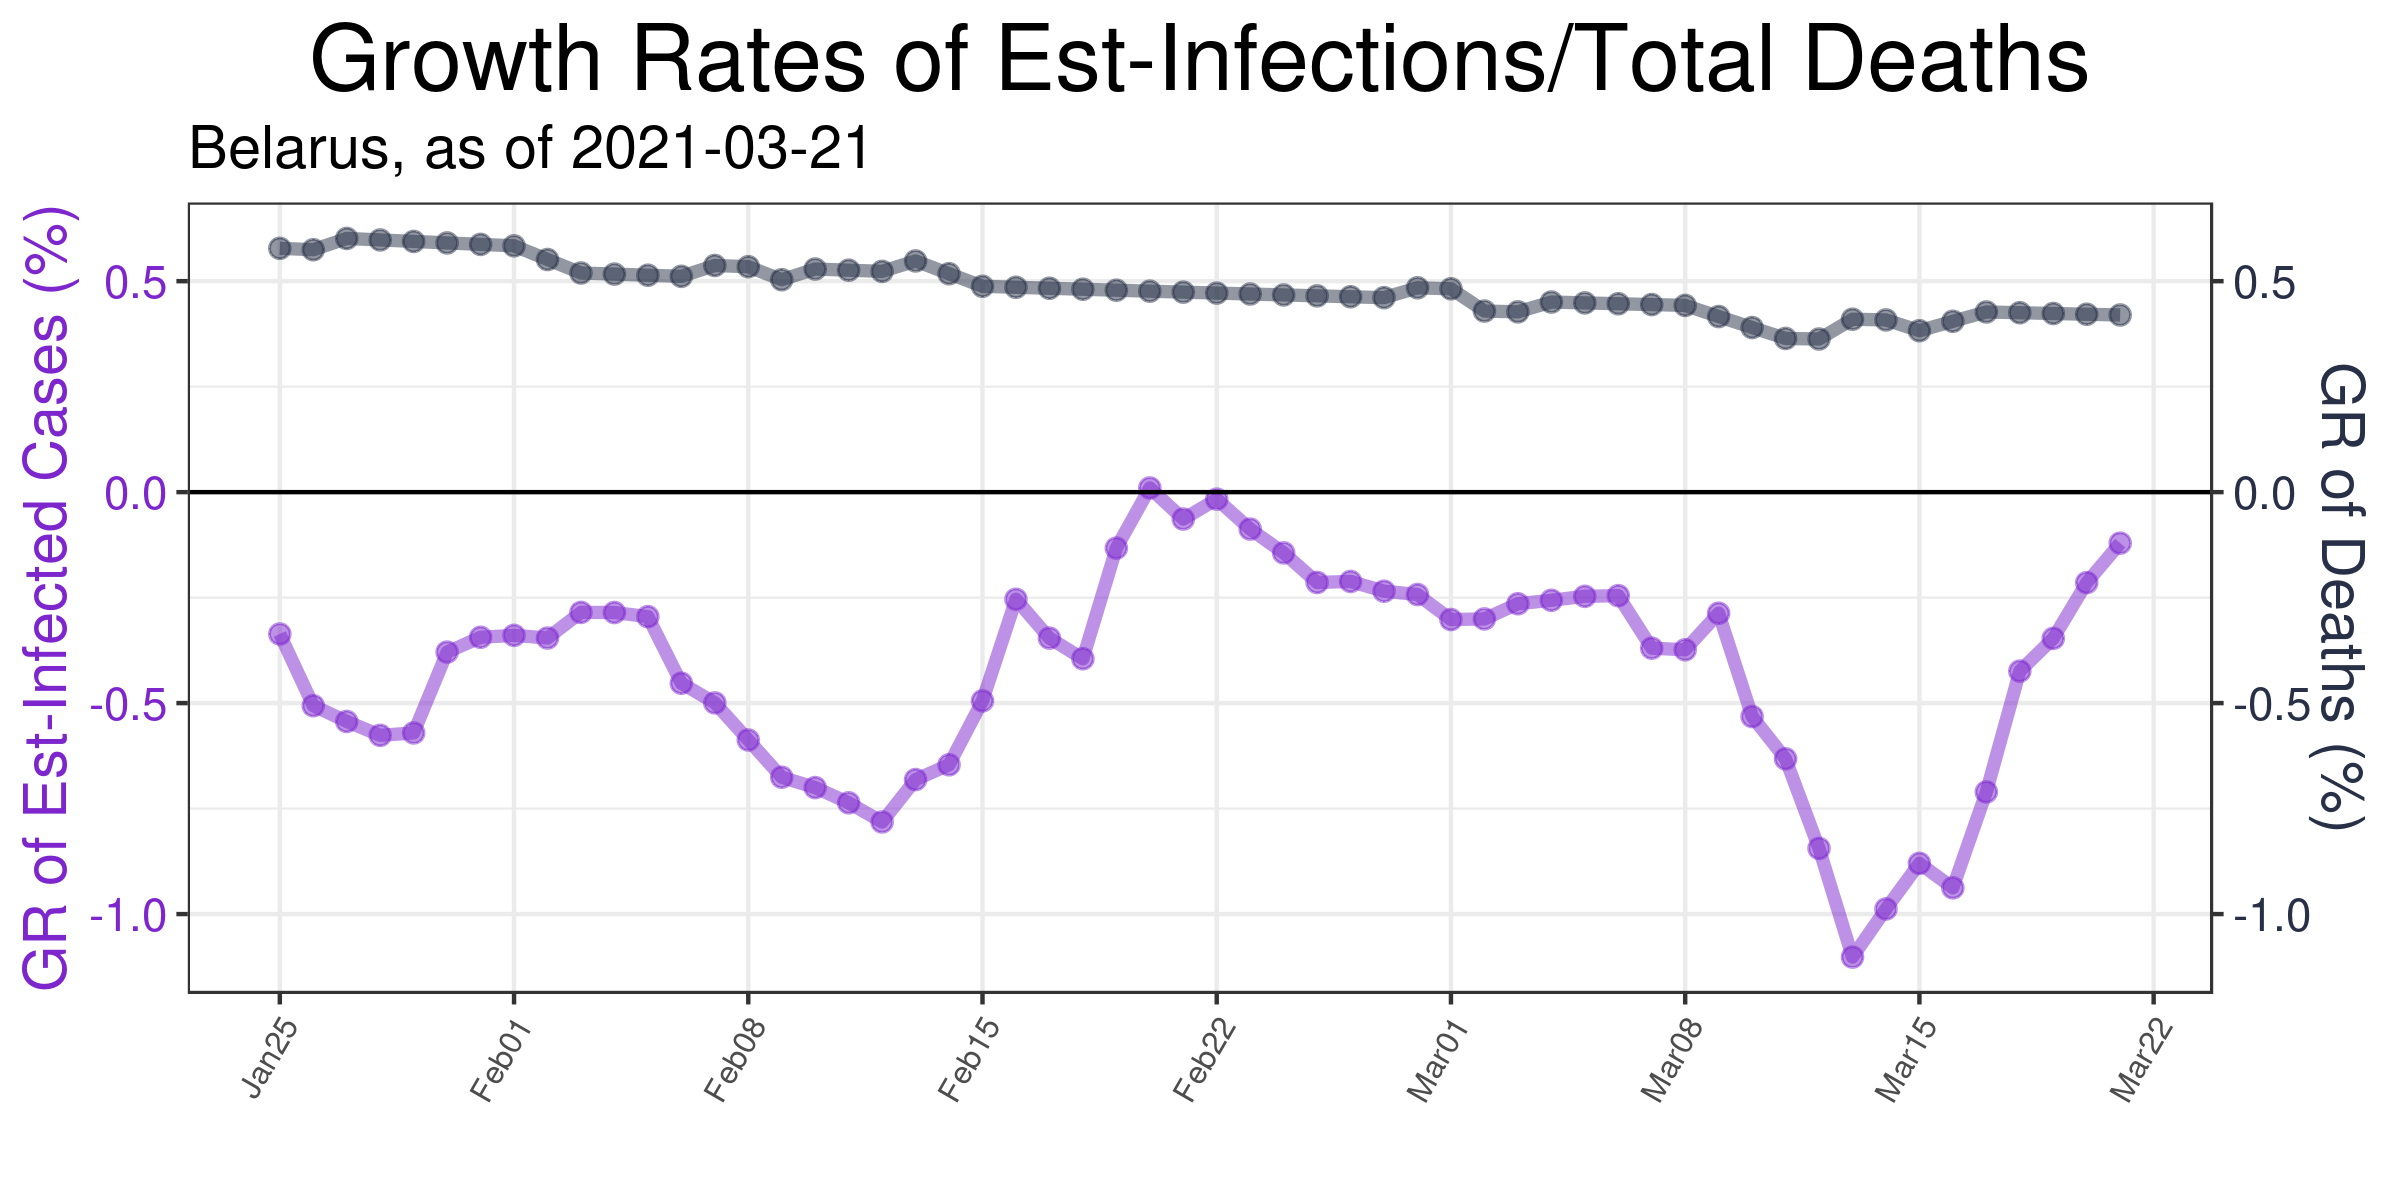 Growth Rates of Est-Infections/Total Deaths
Belarus, as of 2021-03-21
GR of Est-Infected Cases (%)
0.5
0.0
-0.5
-1.0
0.5
0.0
-0.5
-1.0
GR of Deaths (%)
Jan25
Feb01
Feb08
Feb15
Feb22
Mar01
Mar08
Mar15
Mar22